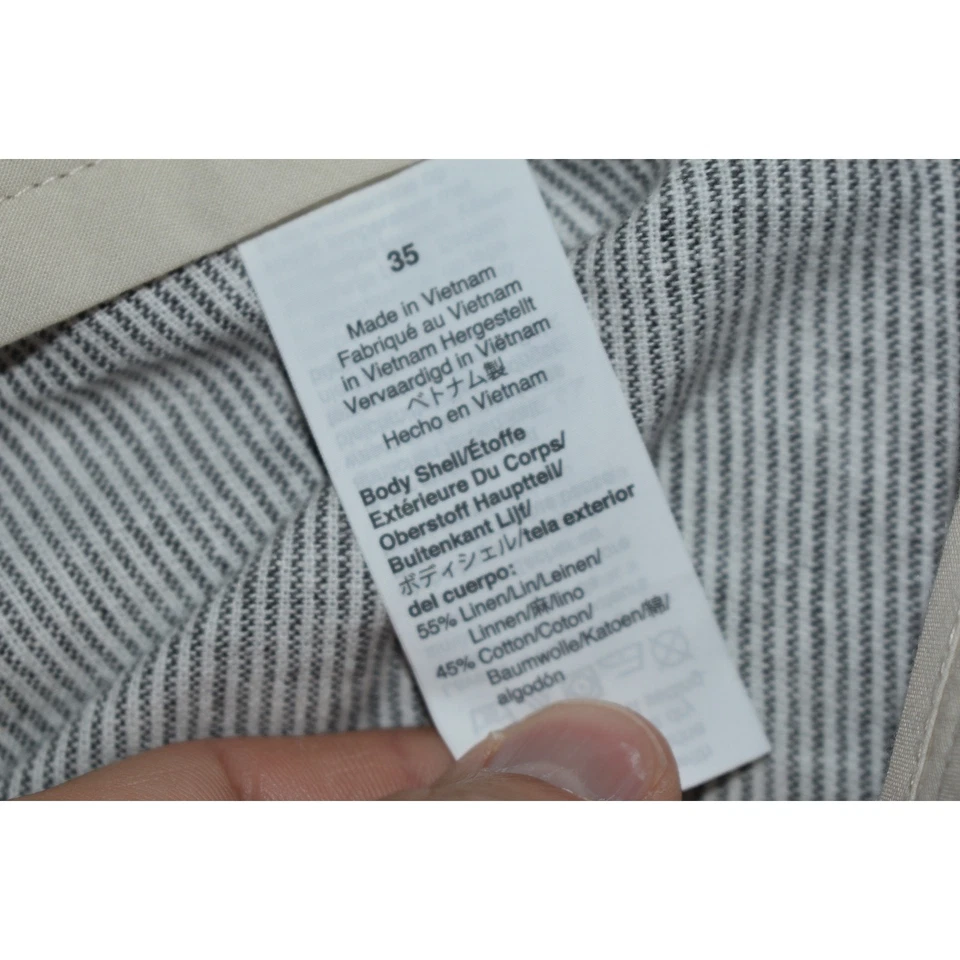 35
Made in Vietnam
Fabriqué au Vietnam
in Vietnam Hergestellt
Vervaardigd in Viëtnam
ベトナム製
Hecho en Vietnam
Body Shell/Étoffe
Extérieure Du Corps/
Oberstoff Hauptteil/
Buitenkant Lijt/
ボディシェル/tela exterior
del cuerpo:
55% Linen/Lin/Leinen/
Linnen/麻/lino
45% Cotton/Coton/
Baumwolle/Katoen/綿/
algodón